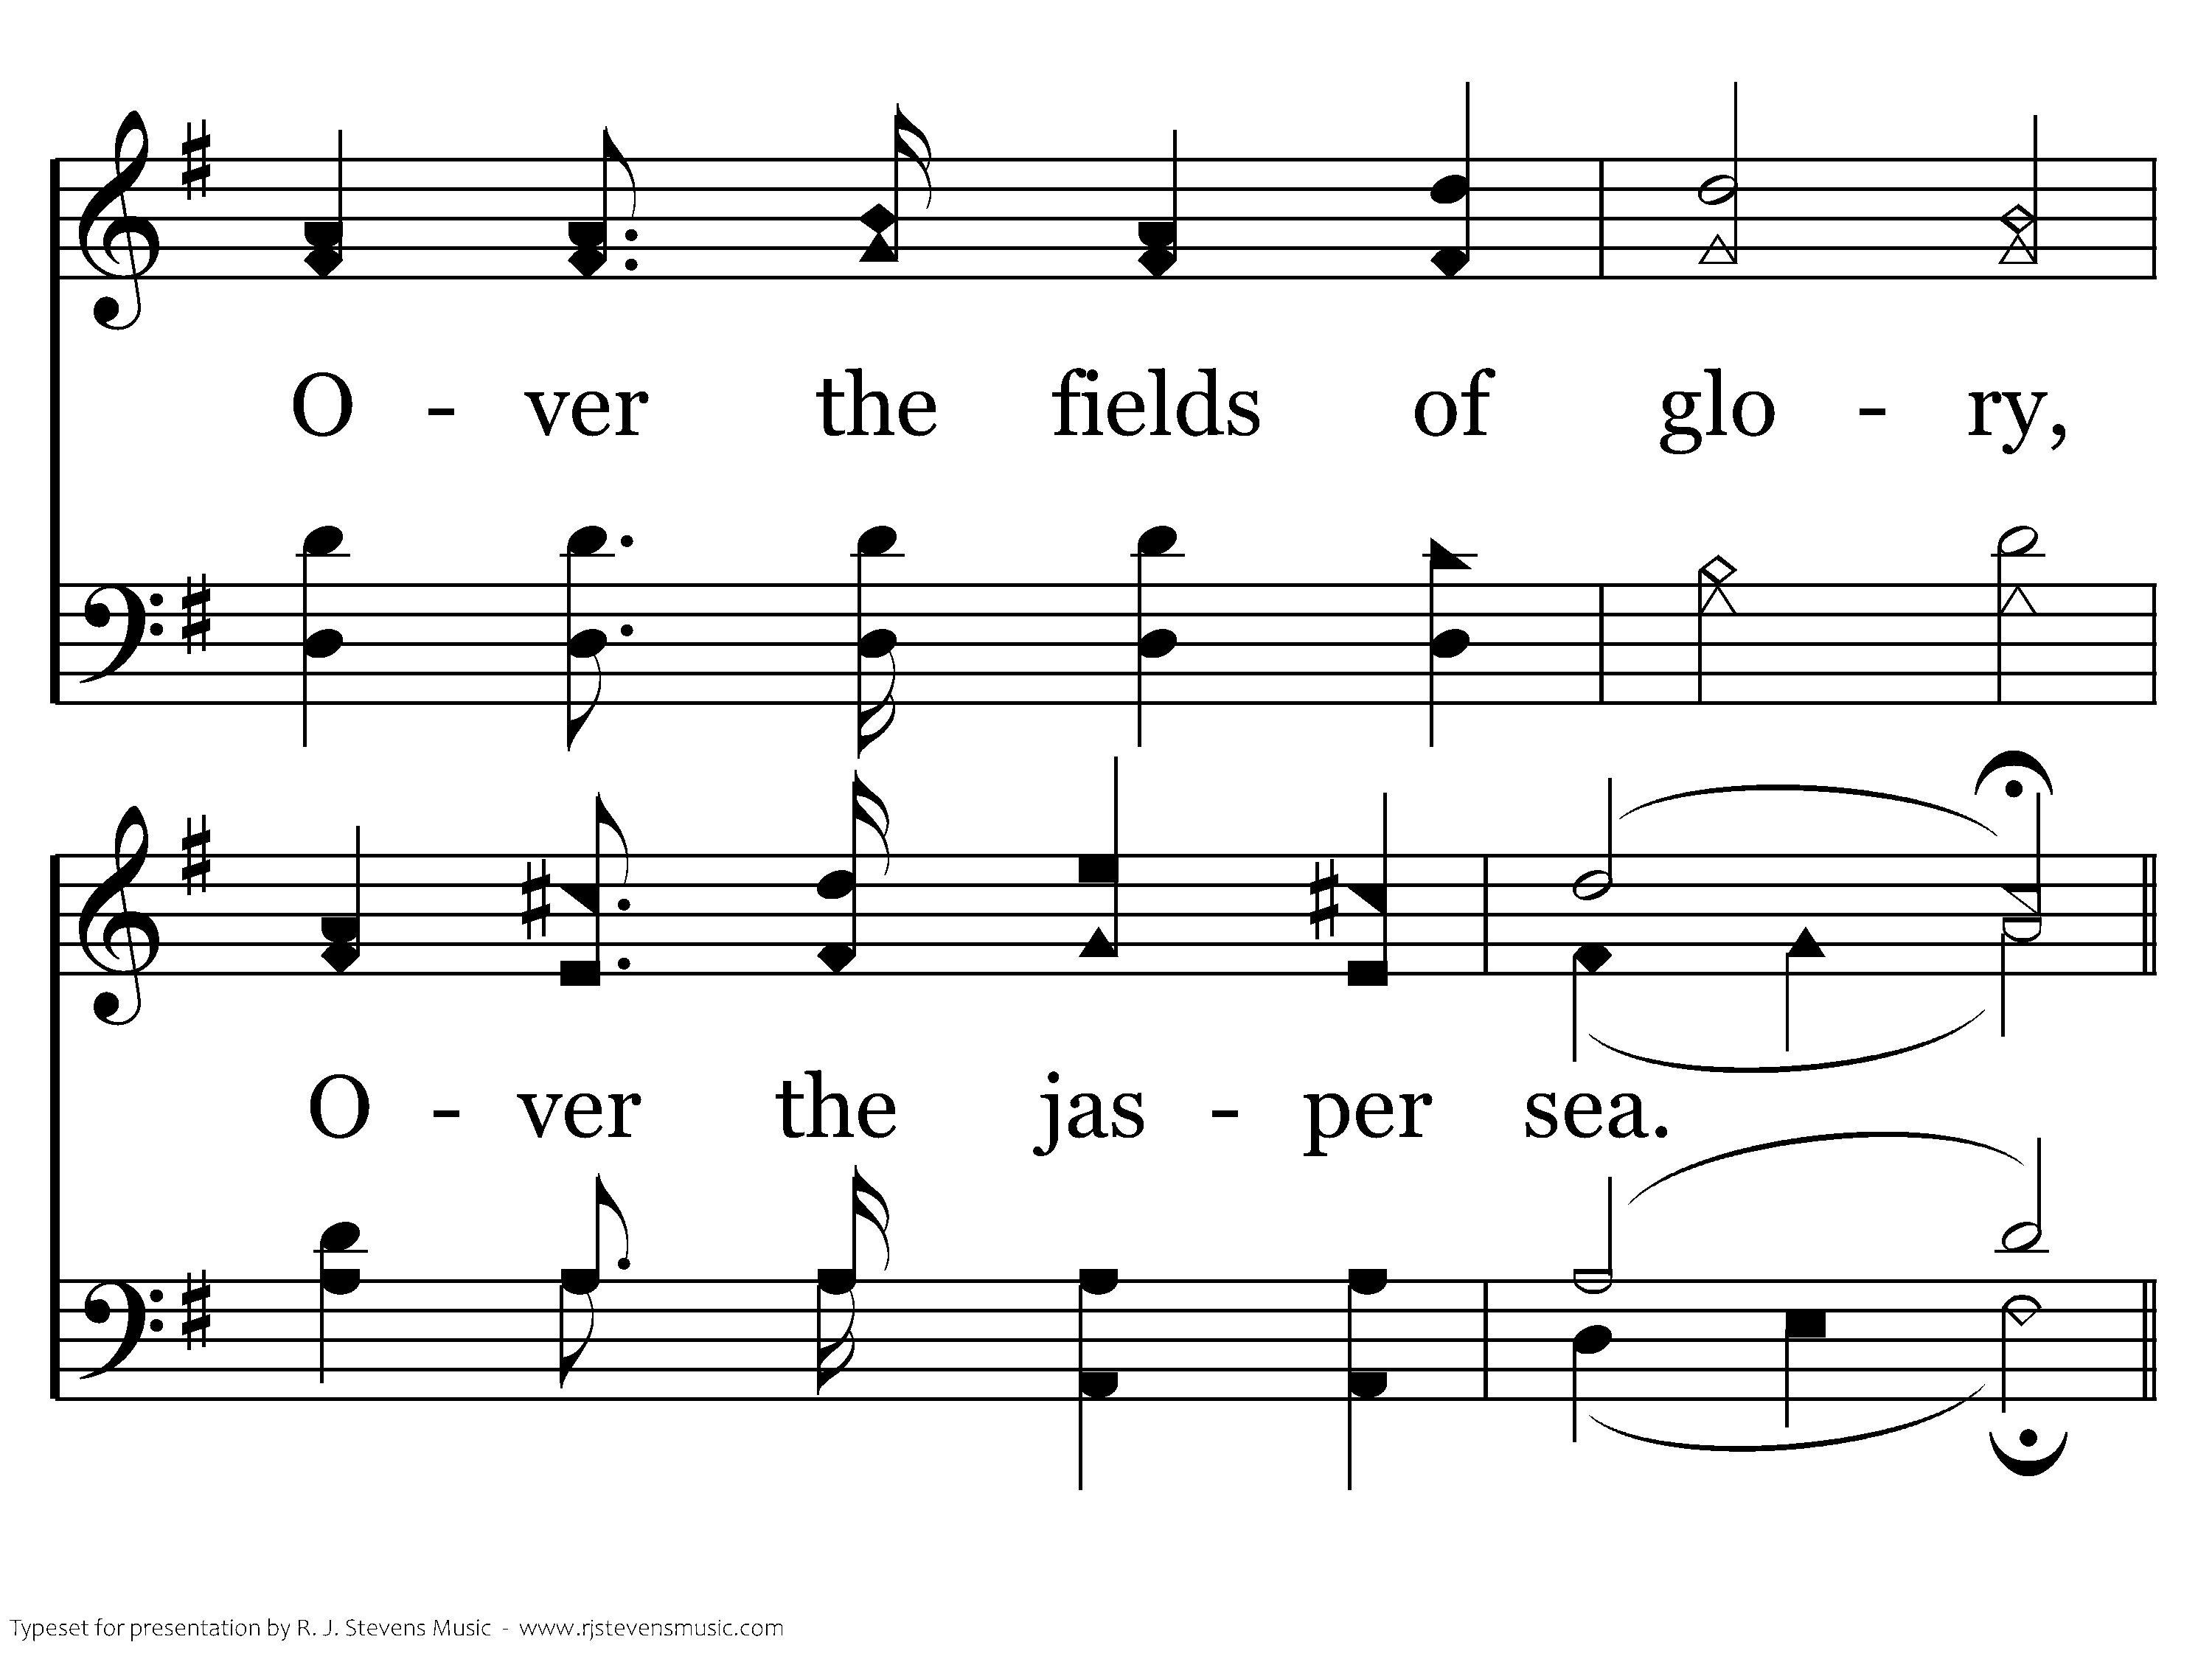 O - ver the fields of glo - ry,
O - ver the jas - per sea.
Typeset for presentation by R. J. Stevens Music - www.rjstevensmusic.com